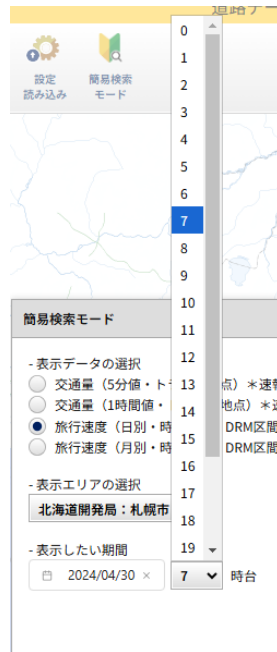 道路デー
設定
読み込み
簡易検索
モード
0
1
2
3
4
5
6
7
8
9
10
11
12
13
14
15
16
17
18
19
簡易検索モード
- 表示データの選択
交通量（5分値・ト 点）＊速
交通量（1時間値・ 地点）＊
旅行速度（日別・時 DRM区間
旅行速度（月別・時 DRM区間
- 表示エリアの選択
北海道開発局：札幌市
- 表示したい期間
2024/04/30 × 7 時台